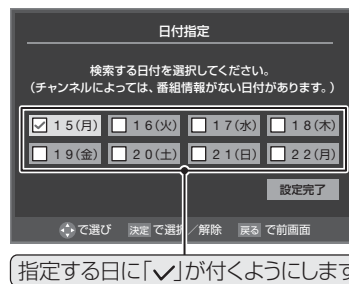 日付指定
検索する日付を選択してください。
(チャンネルによっては、番組情報がない日付があります。)
15(月) 16(火) 17(水) 18(木)
19(金) 20(土) 21(日) 22(月)
設定完了
で選び 決定 で選択/解除 戻る で前画面
指定する日に「✓」が付くようにします